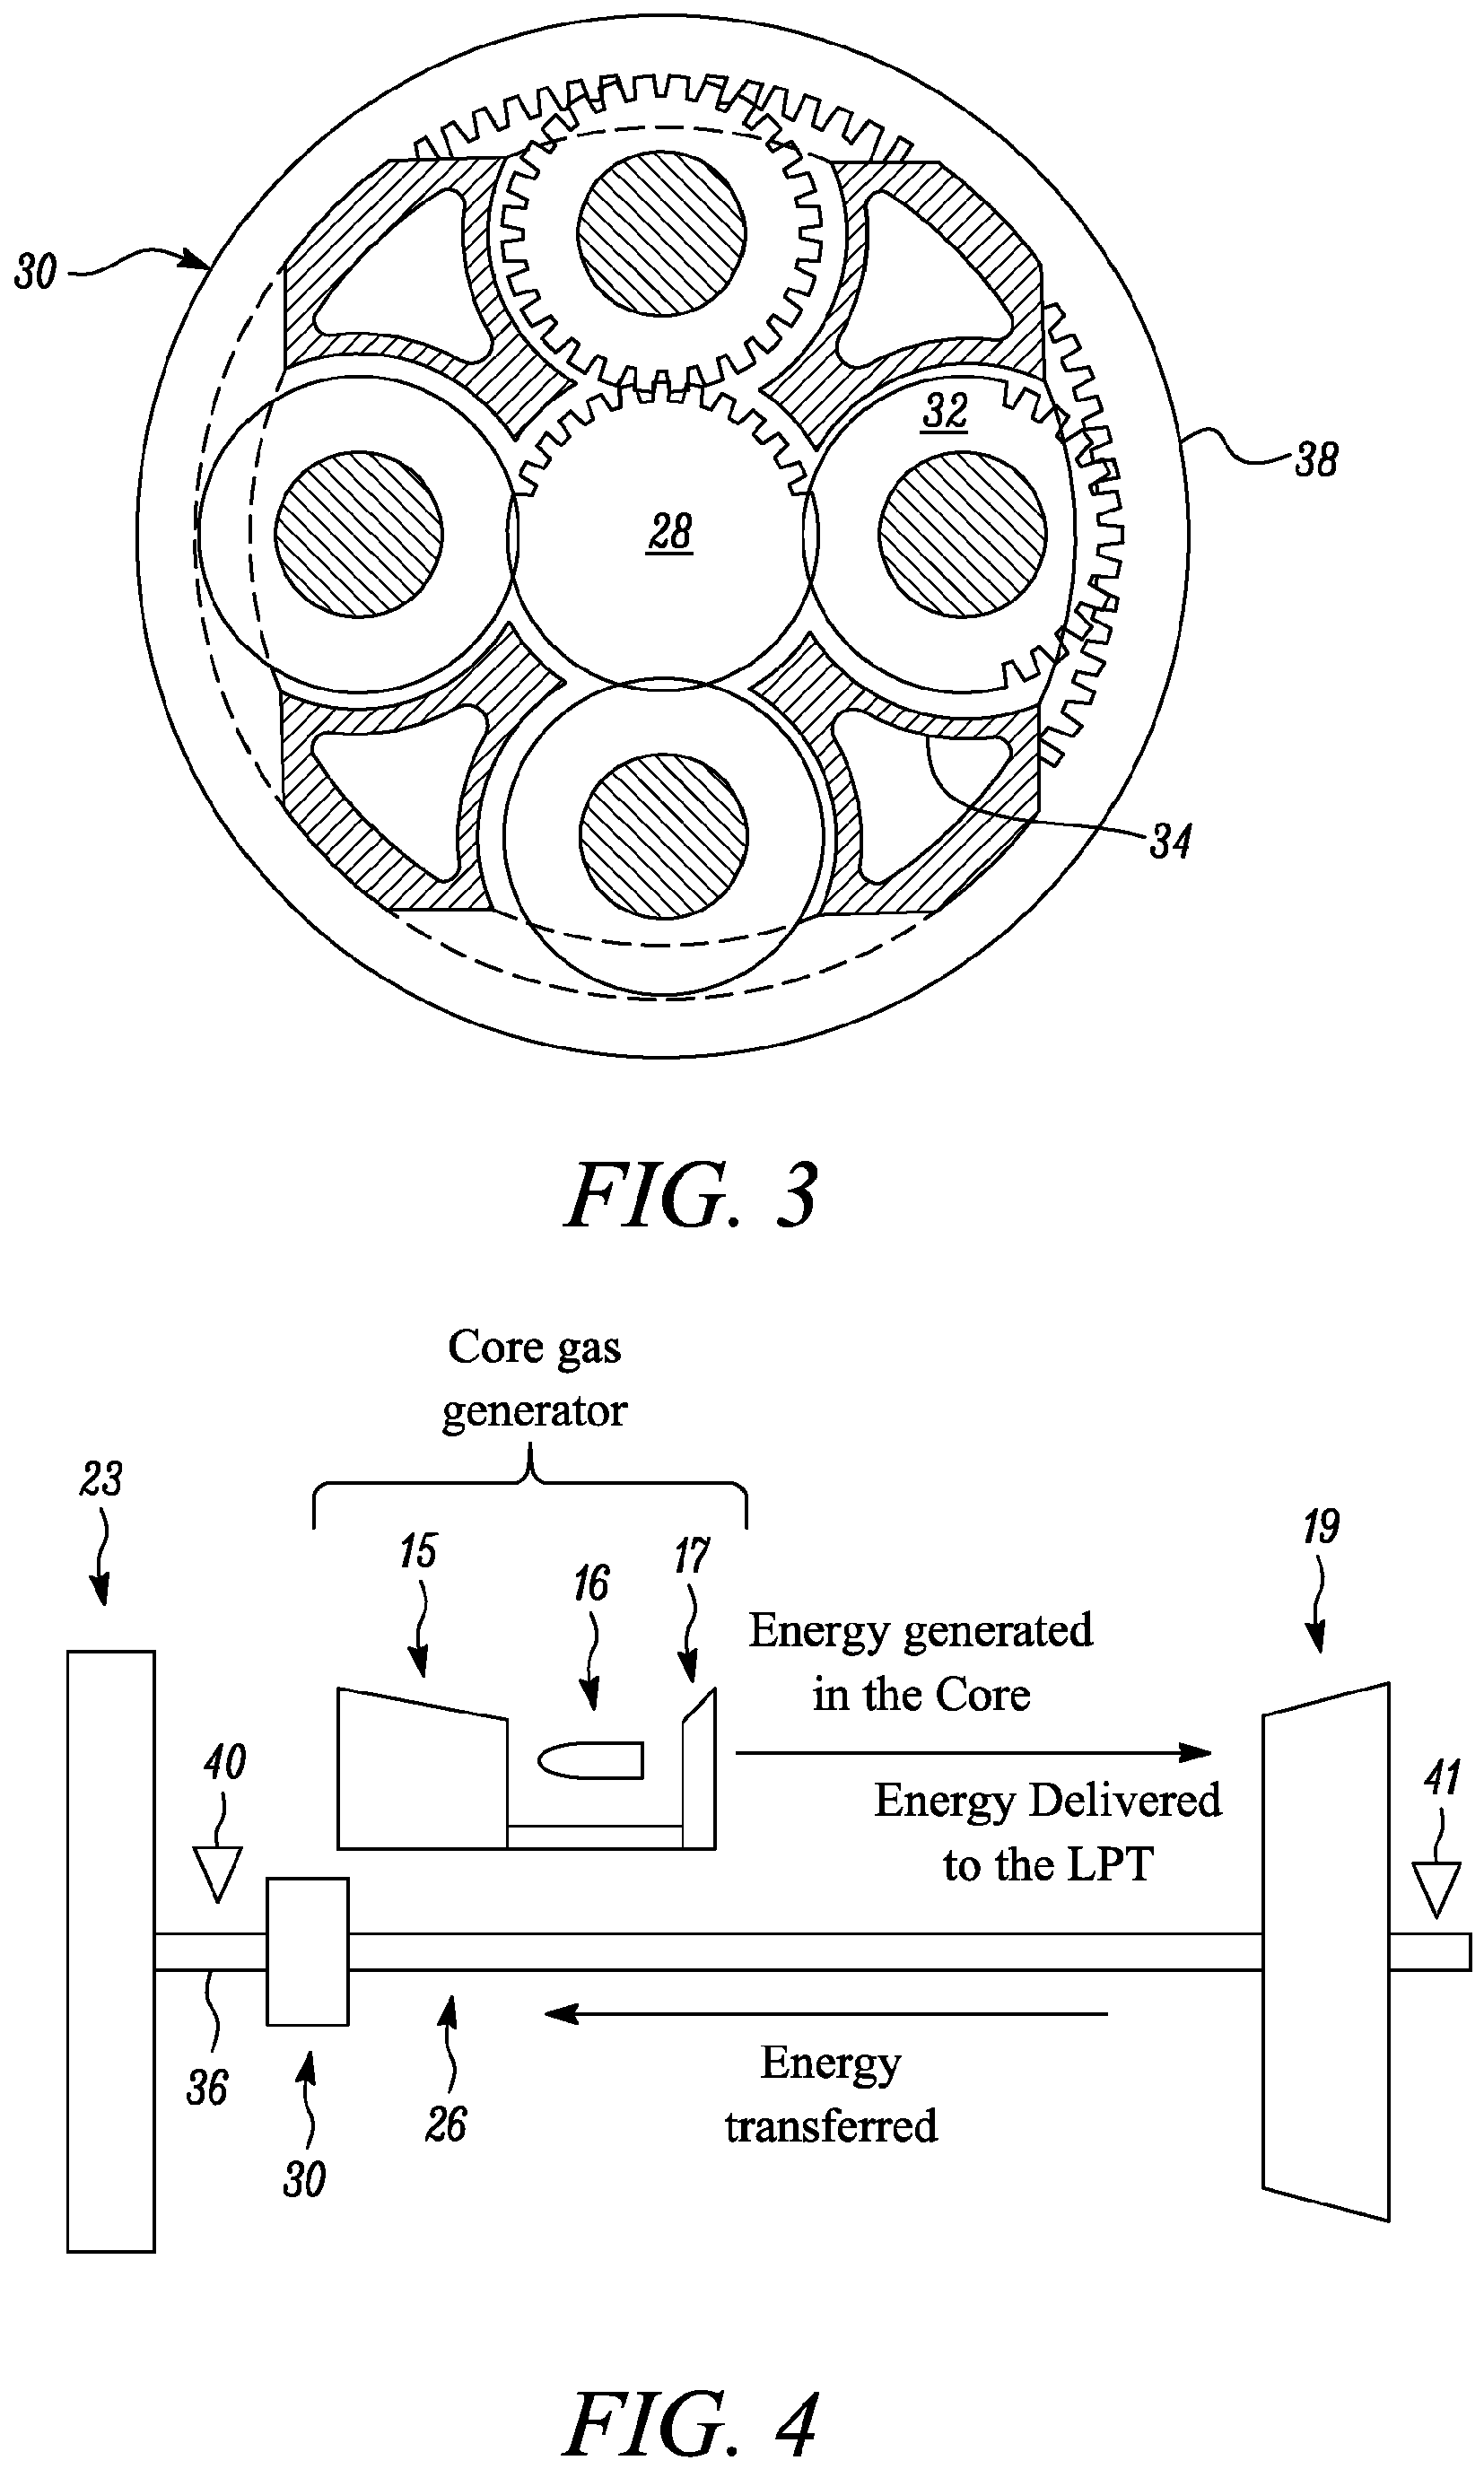 30
32
38
28
34
FIG. 3
Core gas
generator
23
15
16
17
19
Energy generated
in the Core
40
41
Energy Delivered
to the LPT
36
26
30
Energy
transferred
FIG. 4